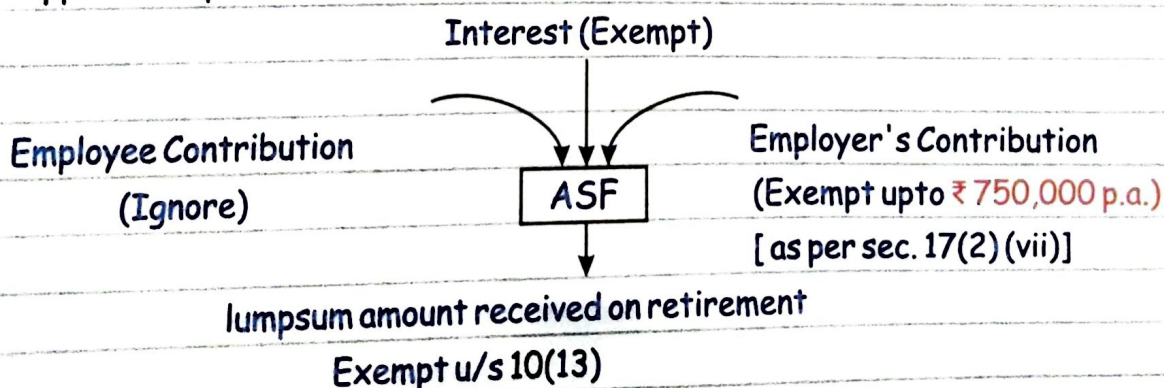 Interest (Exempt)
Employee Contribution
(Ignore)
ASF
Employer's Contribution
(Exempt upto ₹ 750,000 p.a.)
[ as per sec. 17(2) (vii)]
lumpsum amount received on retirement
Exempt u/s 10(13)